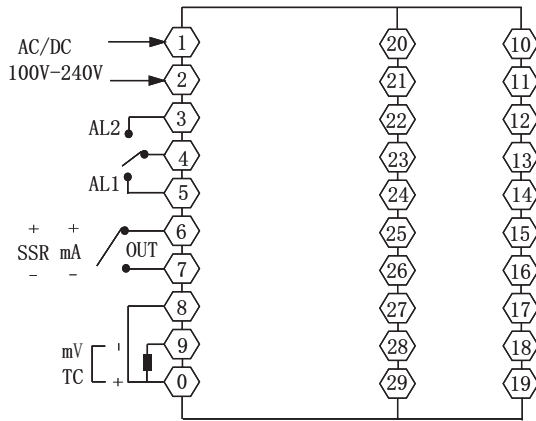 AC/DC
100V-240V
AL2
AL1
+ +
SSR mA OUT
- -
mV -
TC +
1 20 10
2 21 11
3 22 12
4 23 13
5 24 14
6 25 15
7 26 16
8 27 17
9 28 18
0 29 19